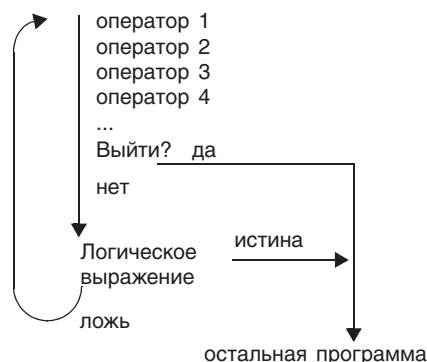 оператор 1
оператор 2
оператор 3
оператор 4
...
Выйти? да
нет
Логическое
выражение
истина
ложь
остальная программа